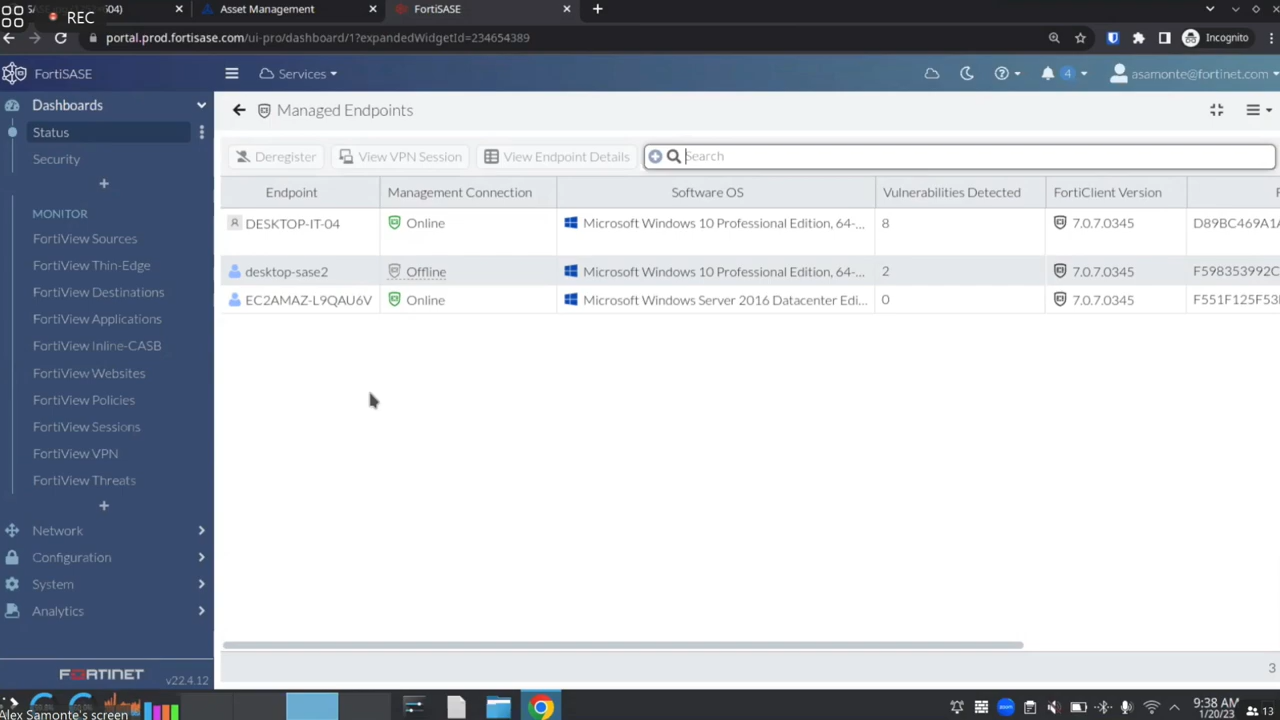 REC
604)
Asset Management
FortiSASE
portal.prod.fortisase.com/ui-pro/dashboard/1?expandedWidgetId=234654389
Incognito
FortiSASE
Services
4
asamonte@fortinet.com
Dashboards
Status
Security
MONITOR
FortiView Sources
FortiView Thin-Edge
FortiView Destinations
FortiView Applications
FortiView Inline-CASB
FortiView Websites
FortiView Policies
FortiView Sessions
FortiView VPN
FortiView Threats
Network
Configuration
System
Analytics
FORTINET
v22.4.12
Managed Endpoints
Deregister View VPN Session View Endpoint Details Search
Endpoint Management Connection Software OS Vulnerabilities Detected FortiClient Version
DESKTOP-IT-04 Online Microsoft Windows 10 Professional Edition, 64-... 8 7.0.7.0345 D89BC469A1
desktop-sase2 Offline Microsoft Windows 10 Professional Edition, 64-... 2 7.0.7.0345 F598353992C
EC2AMAZ-L9QAU6V Online Microsoft Windows Server 2016 Datacenter Edi... 0 7.0.7.0345 F551F125F53
3
Alex Samonte's screen
9:38 AM
1/20/23
13